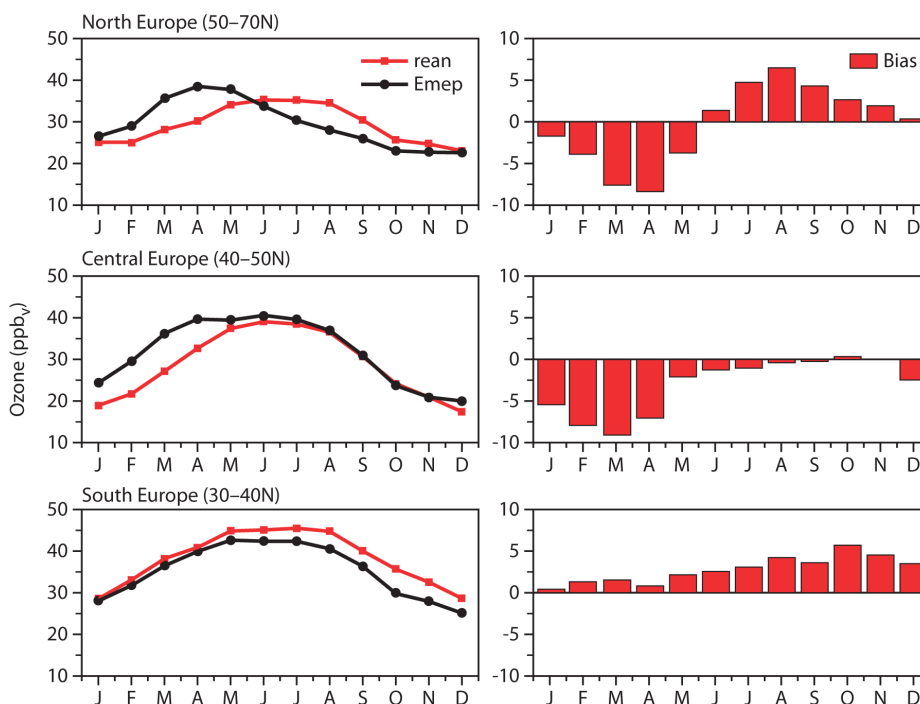 North Europe (50–70N)
50
40
30
20
10
rean
Emep
J F M A M J J A S O N D
10
5
0
-5
-10
Bias
J F M A M J J A S O N D
Central Europe (40–50N)
50
40
30
20
10
Ozone (ppbv)
J F M A M J J A S O N D
10
5
0
-5
-10
J F M A M J J A S O N D
South Europe (30–40N)
50
40
30
20
10
J F M A M J J A S O N D
10
5
0
-5
-10
J F M A M J J A S O N D